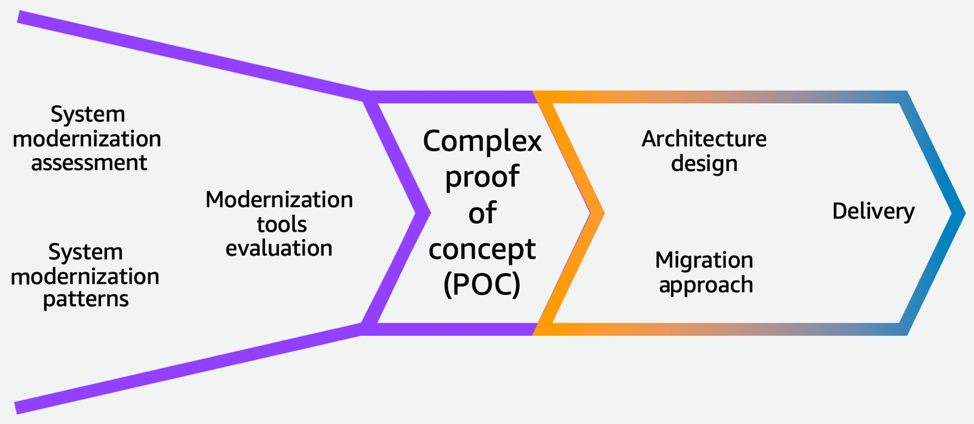 System
modernization
assessment
System
modernization
patterns
Modernization
tools
evaluation
Complex
proof
of
concept
(POC)
Architecture
design
Migration
approach
Delivery